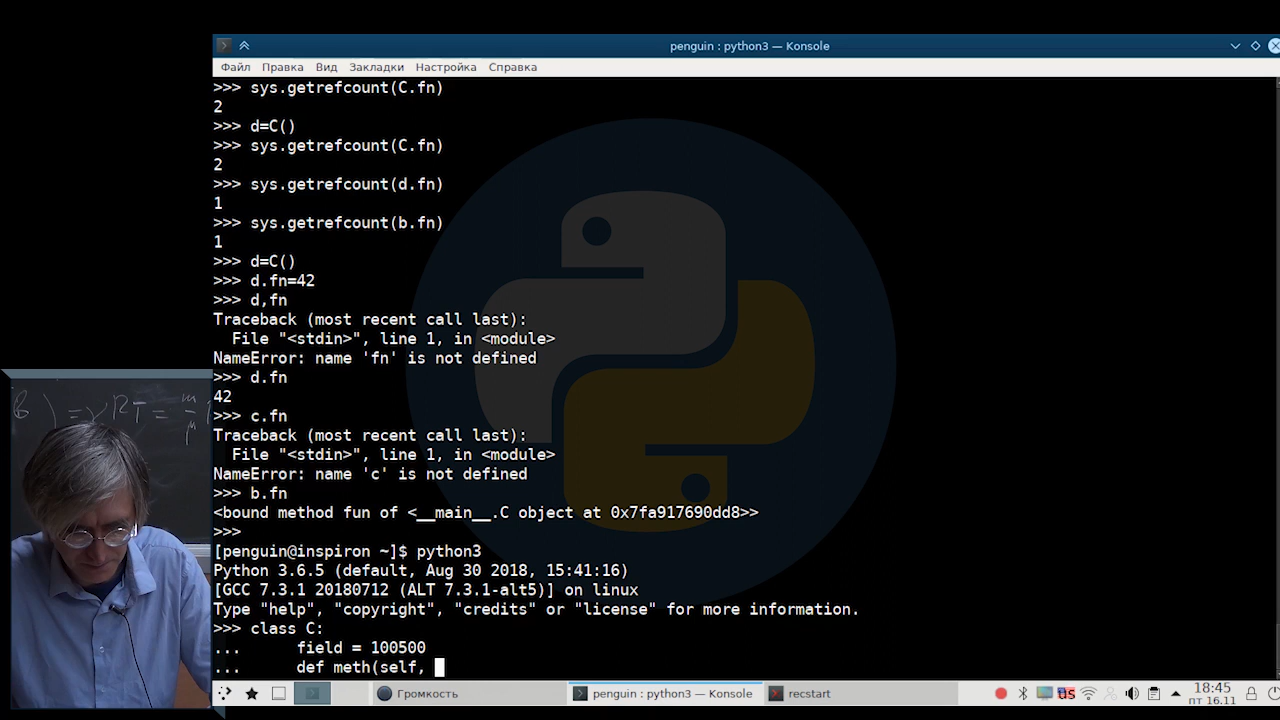 penguin : python3 — Konsole
Файл Правка Вид Закладки Настройка Справка
>>> sys.getrefcount(C.fn)
2
>>> d=C()
>>> sys.getrefcount(C.fn)
2
>>> sys.getrefcount(d.fn)
1
>>> sys.getrefcount(b.fn)
1
>>> d=C()
>>> d.fn=42
>>> d,fn
Traceback (most recent call last):
  File "<stdin>", line 1, in <module>
NameError: name 'fn' is not defined
>>> d.fn
42
>>> c.fn
Traceback (most recent call last):
  File "<stdin>", line 1, in <module>
NameError: name 'c' is not defined
>>> b.fn
<bound method fun of <__main__.C object at 0x7fa917690dd8>>
>>>
[penguin@inspiron ~]$ python3
Python 3.6.5 (default, Aug 30 2018, 15:41:16)
[GCC 7.3.1 20180712 (ALT 7.3.1-alt5)] on linux
Type "help", "copyright", "credits" or "license" for more information.
>>> class C:
...      field = 100500
...      def meth(self,
Громкость
penguin : python3 — Konsole
recstart
us
18:45
пт 16.11